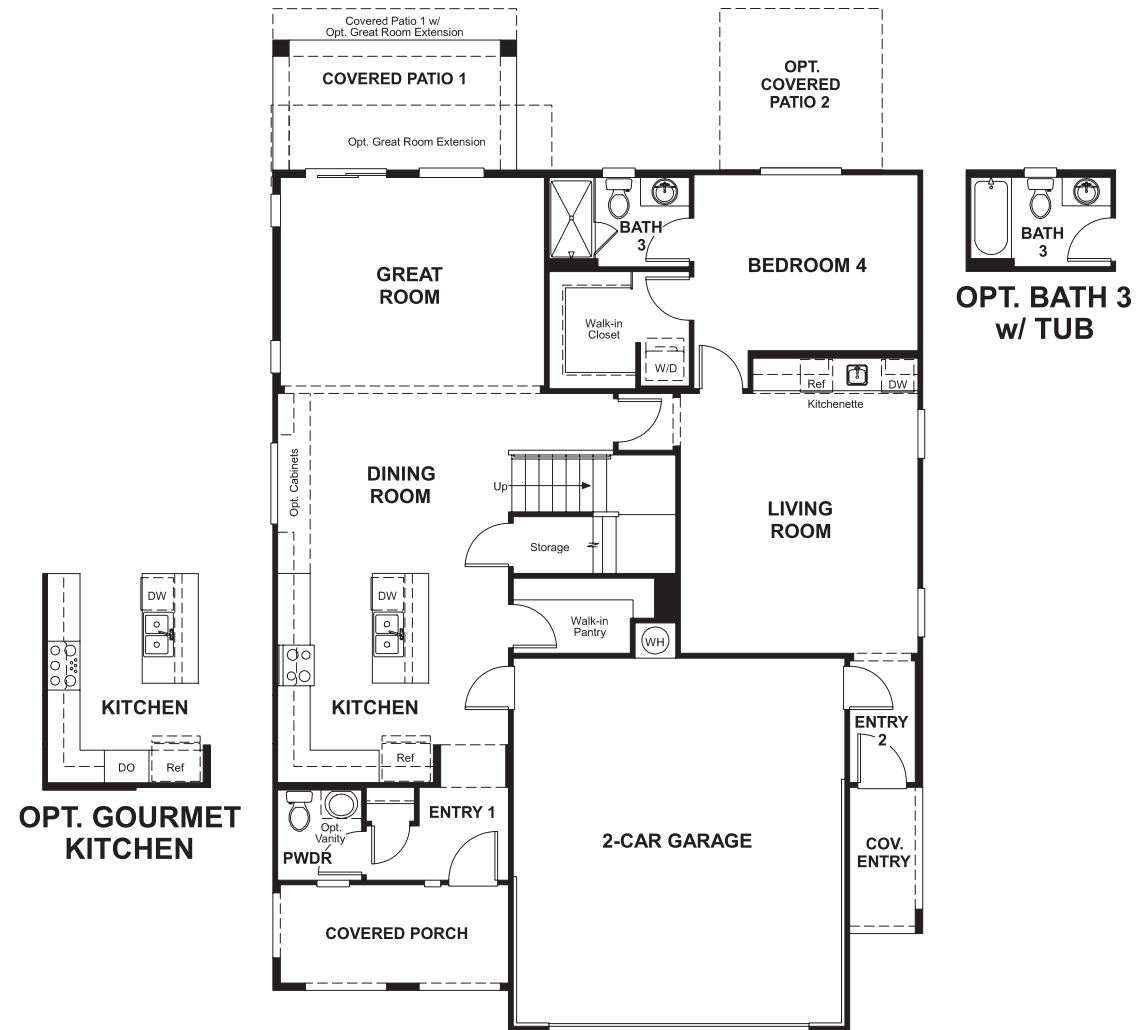 Covered Patio 1 w/
Opt. Great Room Extension
COVERED PATIO 1
Opt. Great Room Extension
OPT.
COVERED
PATIO 2
GREAT
ROOM
BATH
3
BEDROOM 4
BATH
3
OPT. BATH 3
w/ TUB
Walk-in
Closet
W/D
Ref
DW
Kitchenette
Opt. Cabinets
DINING
ROOM
Up
Storage
LIVING
ROOM
DW
KITCHEN
DO
Ref
OPT. GOURMET
KITCHEN
DW
KITCHEN
Ref
Walk-in
Pantry
WH
ENTRY
2
Opt.
Vanity
PWDR
ENTRY 1
2-CAR GARAGE
COV.
ENTRY
COVERED PORCH